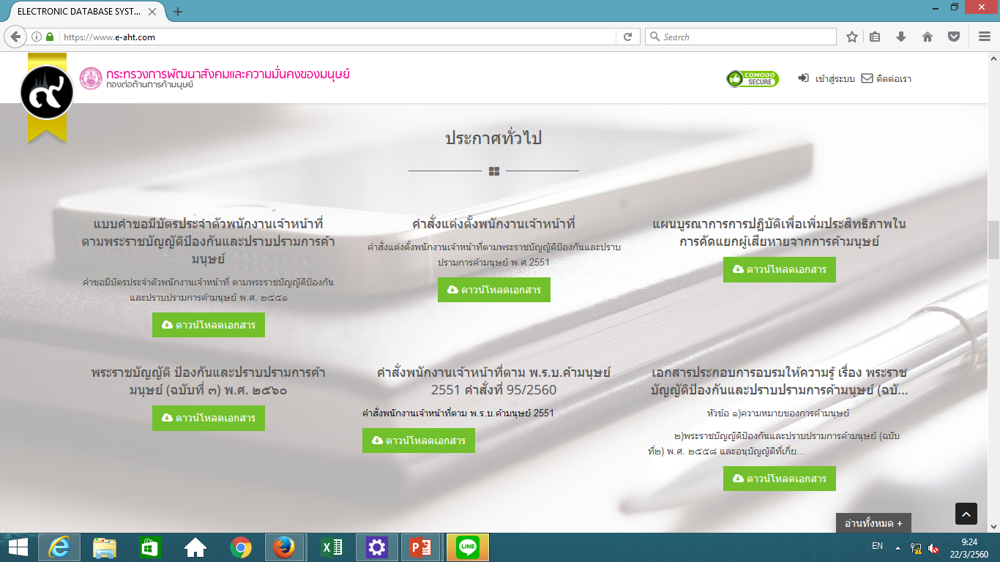 ELECTRONIC DATABASE SYST...
https://www.e-aht.com
Search
๙
กระทรวงการพัฒนาสังคมและความมั่นคงของมนุษย์
กองต่อต้านการค้ามนุษย์
COMODO
SECURE
เข้าสู่ระบบ
ติดต่อเรา
ประกาศทั่วไป
แบบคำขอมีบัตรประจำตัวพนักงานเจ้าหน้าที่
ตามพระราชบัญญัติป้องกันและปราบปรามการค้า
มนุษย์
คำขอมีบัตรประจำตัวพนักงานเจ้าหน้าที่ ตามพระราชบัญญัติป้องกัน
และปราบปรามการค้ามนุษย์ พ.ศ. ๒๕๕๑
ดาวน์โหลดเอกสาร
คำสั่งแต่งตั้งพนักงานเจ้าหน้าที่
คำสั่งแต่งตั้งพนักงานเจ้าหน้าที่ตามพระราชบัญญัติป้องกันและปราบ
ปรามการค้ามนุษย์ พ.ศ.2551
ดาวน์โหลดเอกสาร
แผนบูรณาการการปฏิบัติเพื่อเพิ่มประสิทธิภาพใน
การคัดแยกผู้เสียหายจากการค้ามนุษย์
ดาวน์โหลดเอกสาร
พระราชบัญญัติ ป้องกันและปราบปรามการค้า
มนุษย์ (ฉบับที่ ๓) พ.ศ. ๒๕๖๐
ดาวน์โหลดเอกสาร
คำสั่งพนักงานเจ้าหน้าที่ตาม พ.ร.บ.ค้ามนุษย์
2551 คำสั่งที่ 95/2560
คำสั่งพนักงานเจ้าหน้าที่ตาม พ.ร.บ.ค้ามนุษย์ 2551
ดาวน์โหลดเอกสาร
เอกสารประกอบการอบรมให้ความรู้ เรื่อง พระราช
บัญญัติป้องกันและปราบปรามการค้ามนุษย์ (ฉบั...
หัวข้อ ๑)ความหมายของการค้ามนุษย์
๒)พระราชบัญญัติป้องกันและปราบปรามการค้ามนุษย์ (ฉบับ
ที่๒) พ.ศ. ๒๕๕๘ และอนุบัญญัติที่เกี่ย...
ดาวน์โหลดเอกสาร
อ่านทั้งหมด +
LINE
EN
9:24
22/3/2560